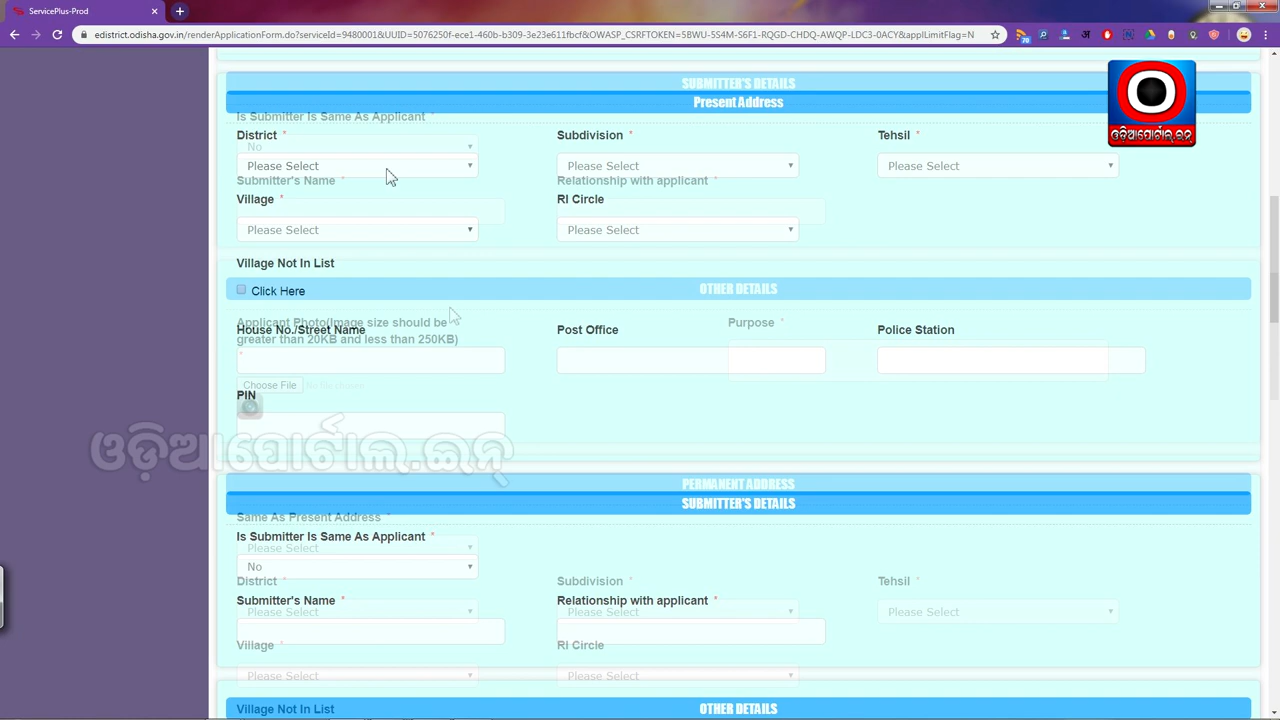 ServicePlus-Prod
edistrict.odisha.gov.in/renderApplicationForm.do?serviceId=9480001&UUID=5076250f-ece1-460b-b309-3e23e611fbcf&OWASP_CSRFTOKEN=5BWU-5S4M-S6F1-RQGD-CHDQ-AWQP-LDC3-0ACY&applLimitFlag=N
70
SUBMITTER'S DETAILS
Present Address
ଓଡ଼ିଆପୋର୍ଟାଲ.ଇନ୍
Is Submitter Is Same As Applicant *
District * Subdivision * Tehsil *
No
Please Select Please Select Please Select
Submitter's Name * Relationship with applicant *
Village * RI Circle
Please Select Please Select
Village Not In List
Click Here
OTHER DETAILS
Applicant Photo(Image size should be greater than 20KB and less than 250KB) *
Purpose *
House No./Street Name Post Office Police Station
Choose File No file chosen
PIN
ଓଡ଼ିଆପୋର୍ଟାଲ.ଇନ୍
PERMANENT ADDRESS
SUBMITTER'S DETAILS
Same As Present Address *
Is Submitter Is Same As Applicant *
Please Select
No
District * Subdivision * Tehsil *
Submitter's Name * Relationship with applicant *
Please Select Please Select Please Select
Village * RI Circle
Please Select Please Select
Village Not In List
OTHER DETAILS